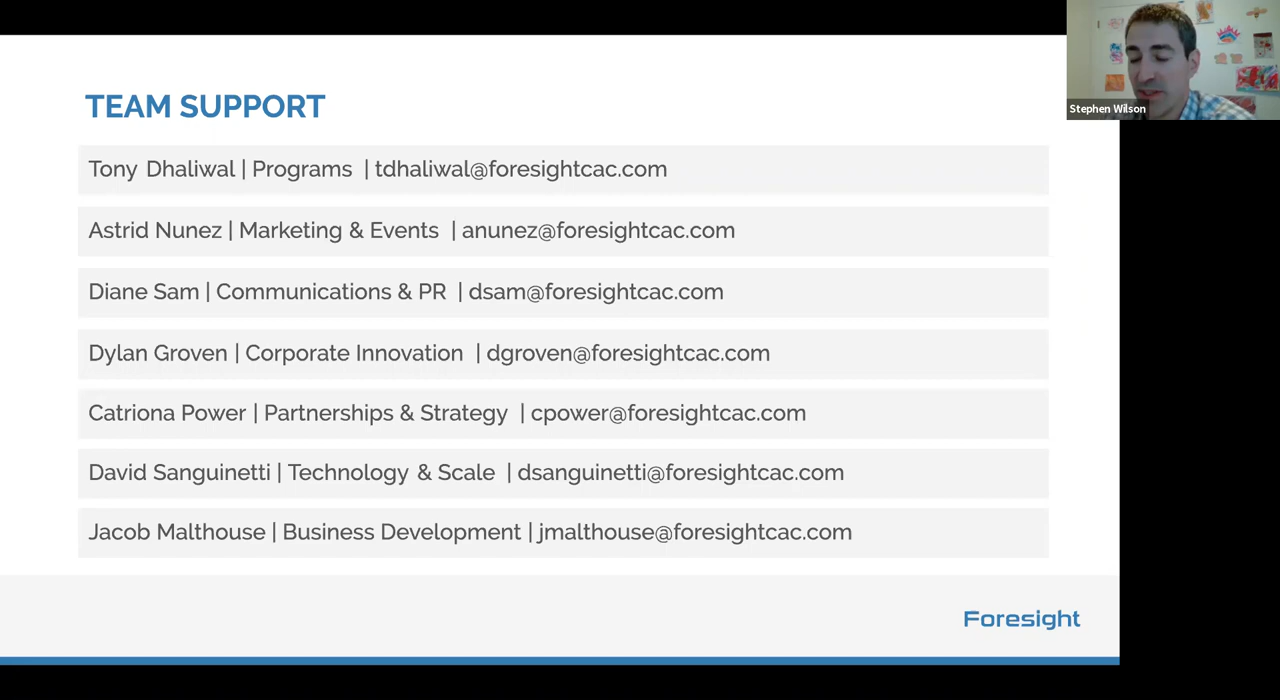 TEAM SUPPORT
Tony Dhaliwal | Programs | tdhaliwal@foresightcac.com
Astrid Nunez | Marketing & Events | anunez@foresightcac.com
Diane Sam | Communications & PR | dsam@foresightcac.com
Dylan Groven | Corporate Innovation | dgroven@foresightcac.com
Catriona Power | Partnerships & Strategy | cpower@foresightcac.com
David Sanguinetti | Technology & Scale | dsanguinetti@foresightcac.com
Jacob Malthouse | Business Development | jmalthouse@foresightcac.com
Foresight
Stephen Wilson